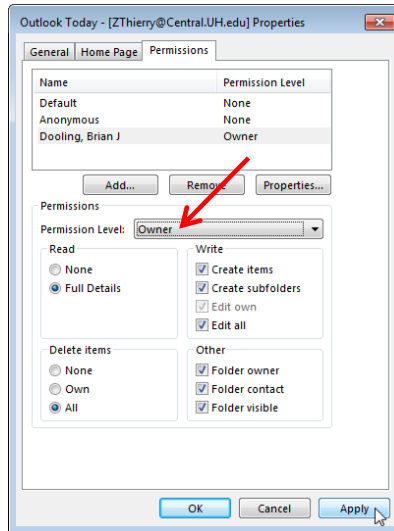 Outlook Today - [ZThierry@Central.UH.edu] Properties
General Home Page Permissions
Name Permission Level
Default None
Anonymous None
Dooling, Brian J Owner
Add... Remove Properties...
Permissions
Permission Level: Owner
Read Write
None Create items
Full Details Create subfolders
Edit own
Edit all
Delete items Other
None Folder owner
Own Folder contact
All Folder visible
OK Cancel Apply